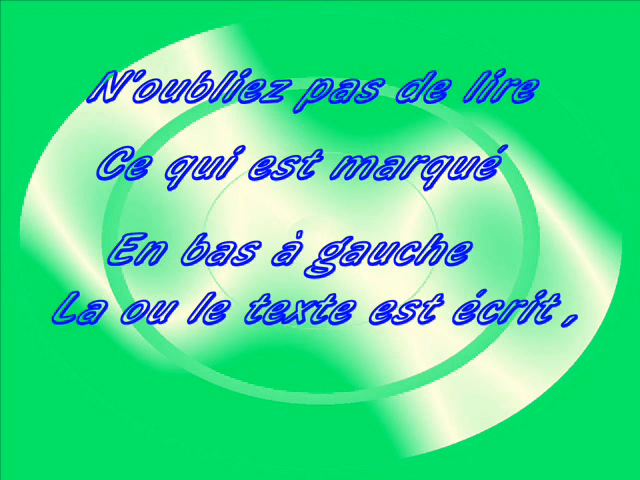 N'oubliez pas de lire
Ce qui est marqué
En bas à gauche
La ou le texte est écrit ,